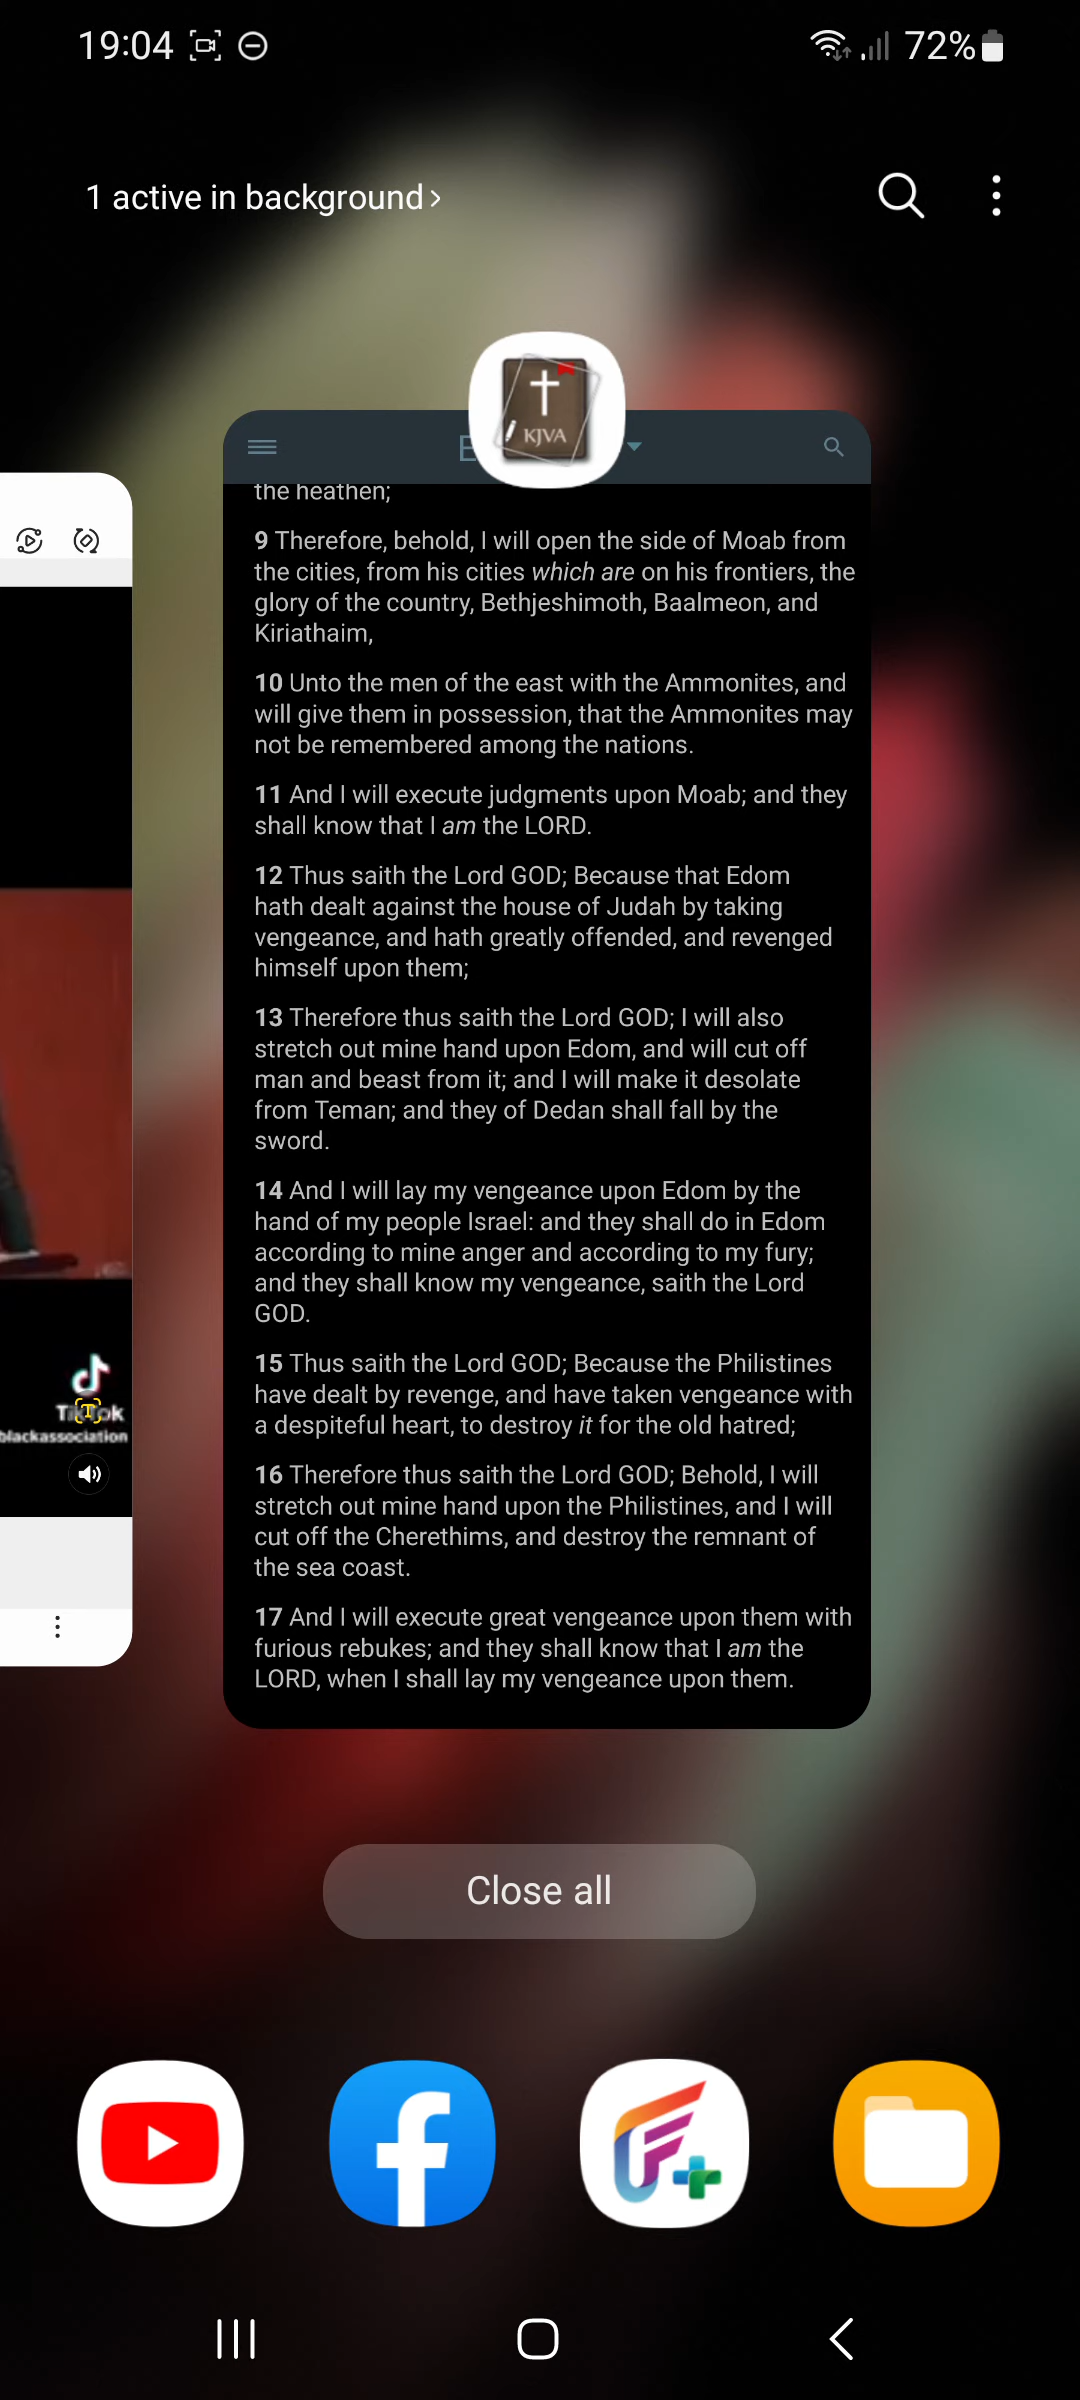 19:04
72%
1 active in background
KJVA
the heathen;
9 Therefore, behold, I will open the side of Moab from
the cities, from his cities which are on his frontiers, the
glory of the country, Bethjeshimoth, Baalmeon, and
Kiriathaim,
10 Unto the men of the east with the Ammonites, and
will give them in possession, that the Ammonites may
not be remembered among the nations.
11 And I will execute judgments upon Moab; and they
shall know that I am the LORD.
12 Thus saith the Lord GOD; Because that Edom
hath dealt against the house of Judah by taking
vengeance, and hath greatly offended, and revenged
himself upon them;
13 Therefore thus saith the Lord GOD; I will also
stretch out mine hand upon Edom, and will cut off
man and beast from it; and I will make it desolate
from Teman; and they of Dedan shall fall by the
sword.
14 And I will lay my vengeance upon Edom by the
hand of my people Israel: and they shall do in Edom
according to mine anger and according to my fury;
and they shall know my vengeance, saith the Lord
GOD.
15 Thus saith the Lord GOD; Because the Philistines
have dealt by revenge, and have taken vengeance with
a despiteful heart, to destroy it for the old hatred;
16 Therefore thus saith the Lord GOD; Behold, I will
stretch out mine hand upon the Philistines, and I will
cut off the Cherethims, and destroy the remnant of
the sea coast.
17 And I will execute great vengeance upon them with
furious rebukes; and they shall know that I am the
LORD, when I shall lay my vengeance upon them.
TikTok
blackassociation
Close all